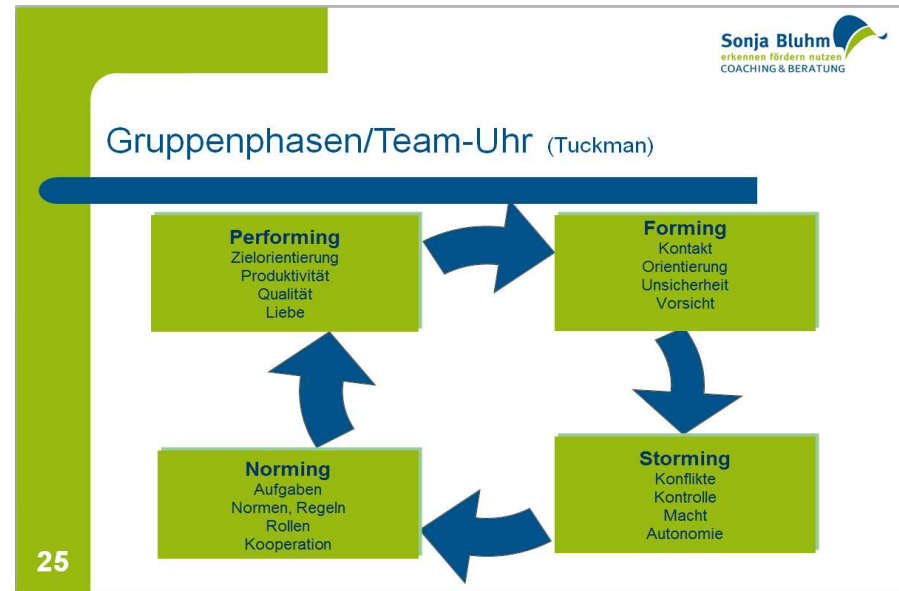 Sonja Bluhm
erkennen fördern nutzen
COACHING & BERATUNG
Gruppenphasen/Team-Uhr (Tuckman)
Performing
Zielorientierung
Produktivität
Qualität
Liebe
Forming
Kontakt
Orientierung
Unsicherheit
Vorsicht
Norming
Aufgaben
Normen, Regeln
Rollen
Kooperation
Storming
Konflikte
Kontrolle
Macht
Autonomie
25